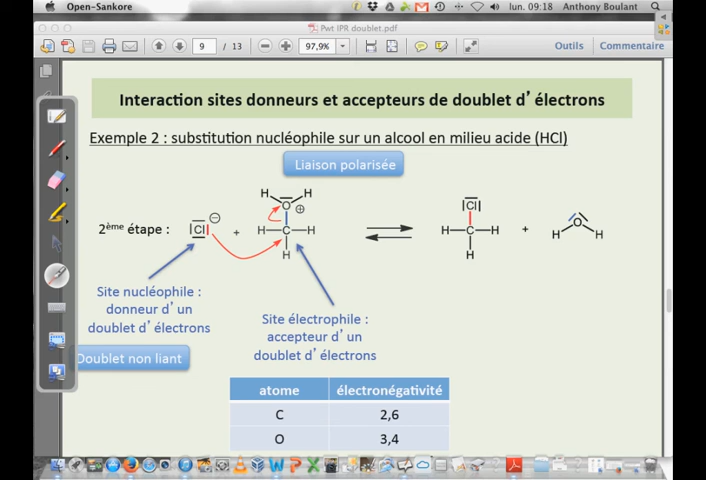 Open-Sankore
lun. 09:18 Anthony Boulant
Pwt IPR doublet.pdf
9 / 13 97,9% Outils Commentaire
Interaction sites donneurs et accepteurs de doublet d' électrons
Exemple 2 : substitution nucléophile sur un alcool en milieu acide (HCl)
Liaison polarisée
H H
O
2ème étape : Cl + H C H
H
Cl
H C H
H
+
O
H H
Site nucléophile :
donneur d' un
doublet d' électrons
Doublet non liant
Site électrophile :
accepteur d' un
doublet d' électrons
atome électronégativité
C 2,6
O 3,4